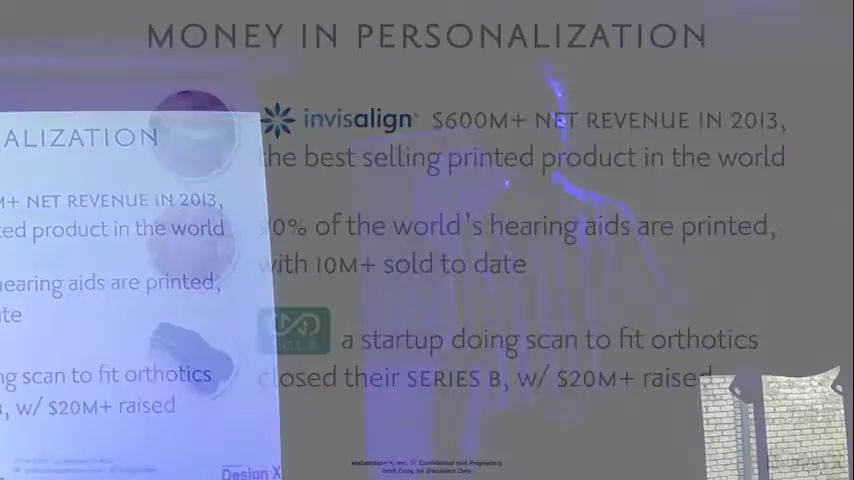 MONEY IN PERSONALIZATION
invisalign $600M+ NET REVENUE IN 2013,
the best selling printed product in the world
90% of the world's hearing aids are printed,
with 10M+ sold to date
a startup doing scan to fit orthotics
closed their SERIES B, w/ $20M+ raised
ALIZATION
M+ NET REVENUE IN 2013,
ted product in the world
hearing aids are printed,
ate
ng scan to fit orthotics
B, w/ $20M+ raised
Design X